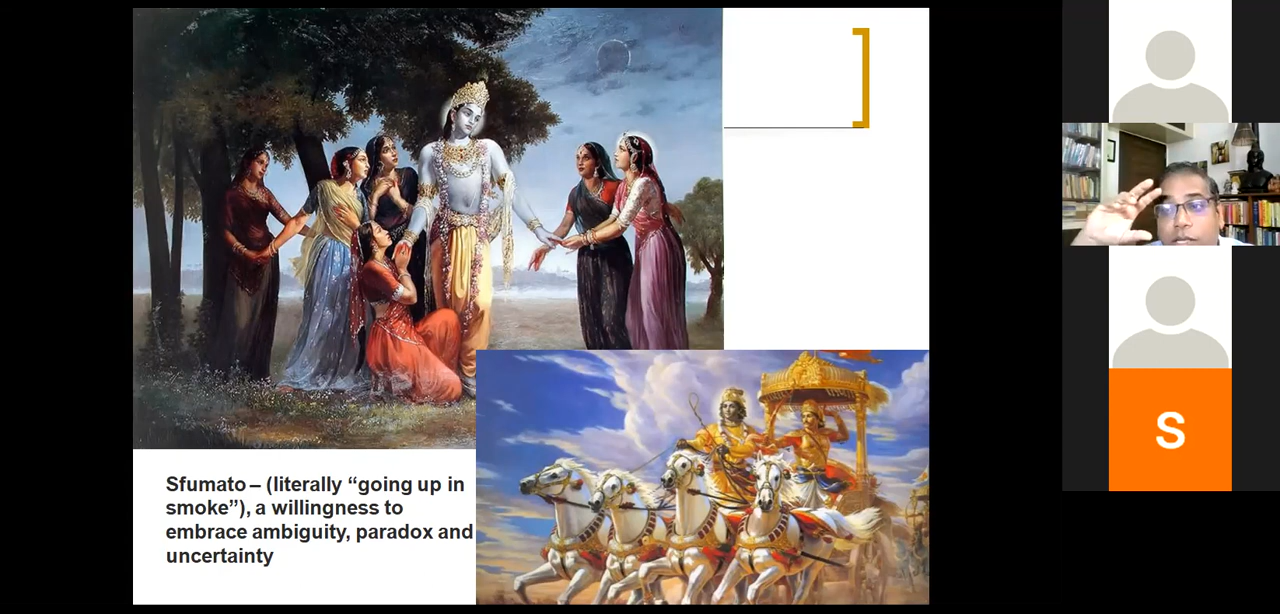 Sfumato – (literally “going up in
smoke”), a willingness to
embrace ambiguity, paradox and
uncertainty
S